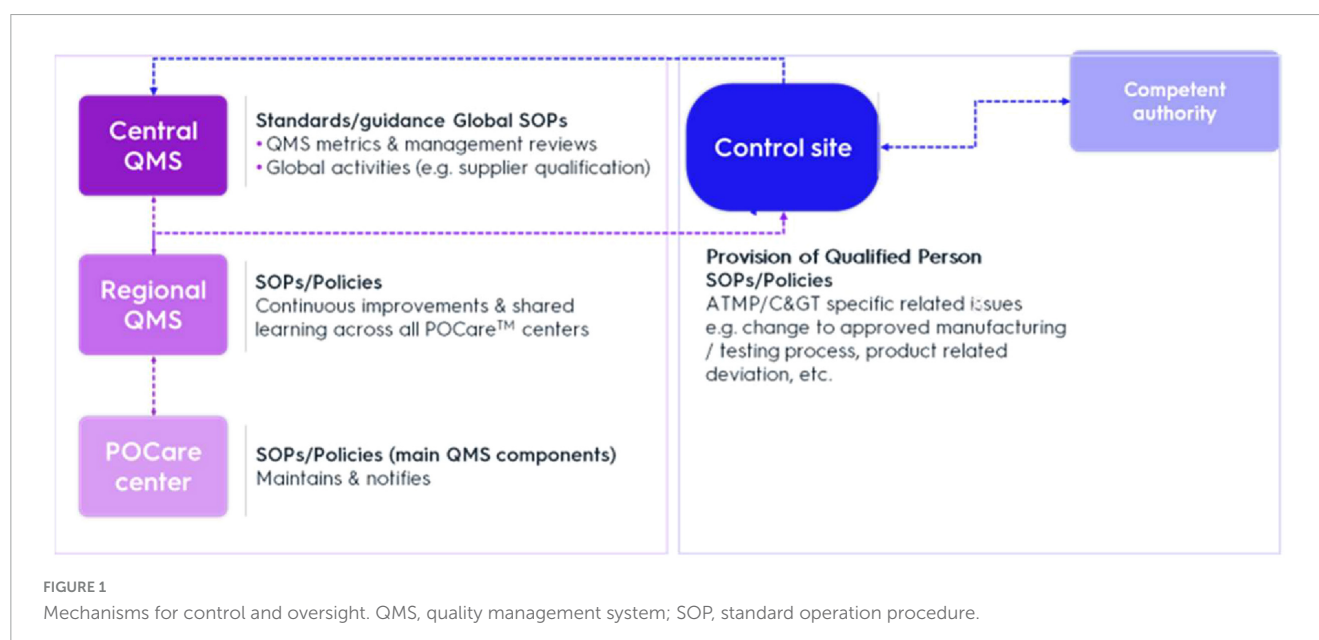 Central
QMS
Standards/guidance Global SOPs
• QMS metrics & management reviews
• Global activities (e.g. supplier qualification)
Regional
QMS
SOPs/Policies
Continuous improvements & shared
learning across all POCare™ centers
POCare
center
SOPs/Policies (main QMS components)
Maintains & notifies
Control site
Competent
authority
Provision of Qualified Person
SOPs/Policies
ATMP/C&GT specific related issues
e.g. change to approved manufacturing
/ testing process, product related
deviation, etc.
FIGURE 1
Mechanisms for control and oversight. QMS, quality management system; SOP, standard operation procedure.